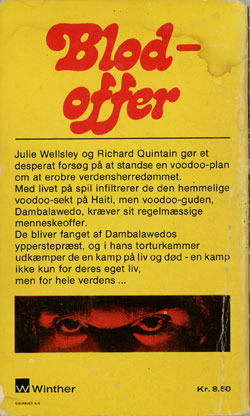 Blod-
offer
Julie Wellsley og Richard Quintain gør et
desperat forsøg på at standse en voodoo-plan
om at erobre verdensherredømmet.
Med livet på spil infiltrerer de den hemmelige
voodoo-sekt på Haiti, men voodoo-guden,
Dambalawedo, kræver sit regelmæssige
menneskeoffer.
De bliver fanget af Dambalawedos
ypperstepræst, og i hans torturkammer
udkæmper de en kamp på liv og død - en kamp
ikke kun for deres eget liv,
men for hele verdens ...
W Winther
Kr. 8.50